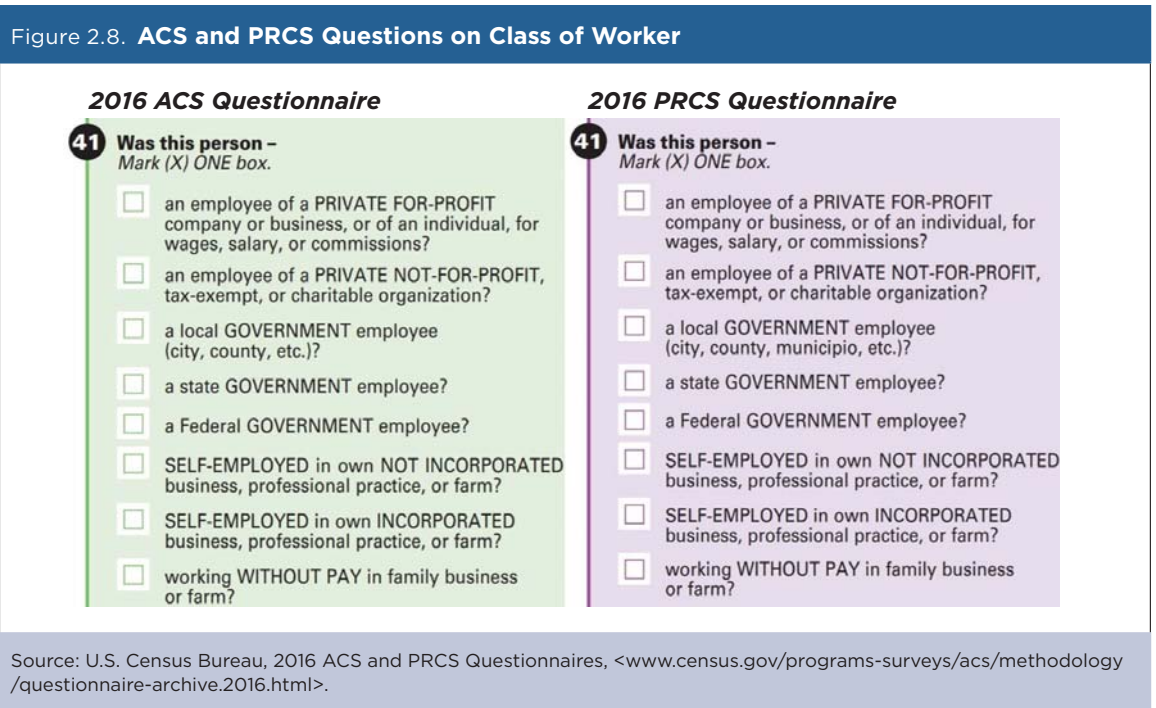 Figure 2.8. ACS and PRCS Questions on Class of Worker
2016 ACS Questionnaire
41 Was this person –
Mark (X) ONE box.
an employee of a PRIVATE FOR-PROFIT
company or business, or of an individual, for
wages, salary, or commissions?
an employee of a PRIVATE NOT-FOR-PROFIT,
tax-exempt, or charitable organization?
a local GOVERNMENT employee
(city, county, etc.)?
a state GOVERNMENT employee?
a Federal GOVERNMENT employee?
SELF-EMPLOYED in own NOT INCORPORATED
business, professional practice, or farm?
SELF-EMPLOYED in own INCORPORATED
business, professional practice, or farm?
working WITHOUT PAY in family business
or farm?
2016 PRCS Questionnaire
41 Was this person –
Mark (X) ONE box.
an employee of a PRIVATE FOR-PROFIT
company or business, or of an individual, for
wages, salary, or commissions?
an employee of a PRIVATE NOT-FOR-PROFIT,
tax-exempt, or charitable organization?
a local GOVERNMENT employee
(city, county, municipio, etc.)?
a state GOVERNMENT employee?
a Federal GOVERNMENT employee?
SELF-EMPLOYED in own NOT INCORPORATED
business, professional practice, or farm?
SELF-EMPLOYED in own INCORPORATED
business, professional practice, or farm?
working WITHOUT PAY in family business
or farm?
Source: U.S. Census Bureau, 2016 ACS and PRCS Questionnaires, <www.census.gov/programs-surveys/acs/methodology
/questionnaire-archive.2016.html>.